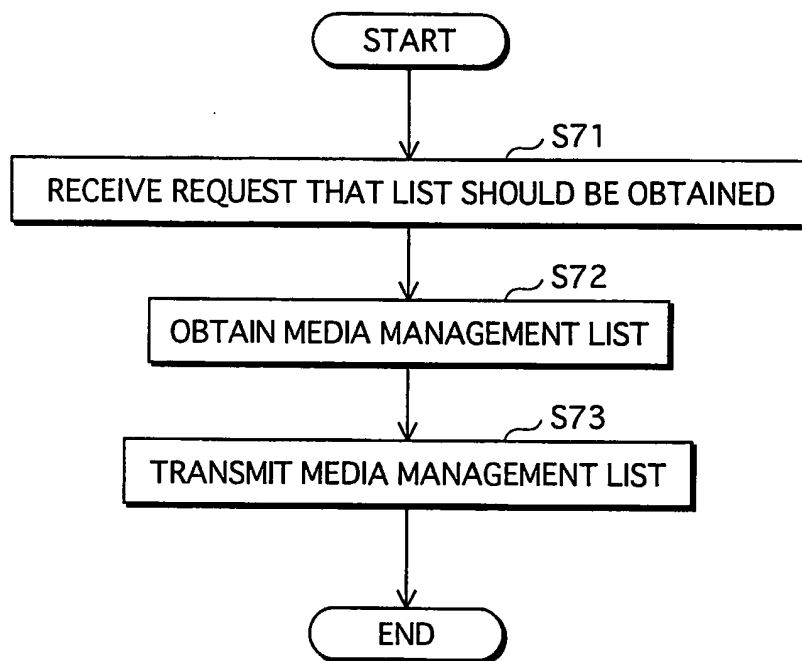 START
S71
RECEIVE REQUEST THAT LIST SHOULD BE OBTAINED
S72
OBTAIN MEDIA MANAGEMENT LIST
S73
TRANSMIT MEDIA MANAGEMENT LIST
END